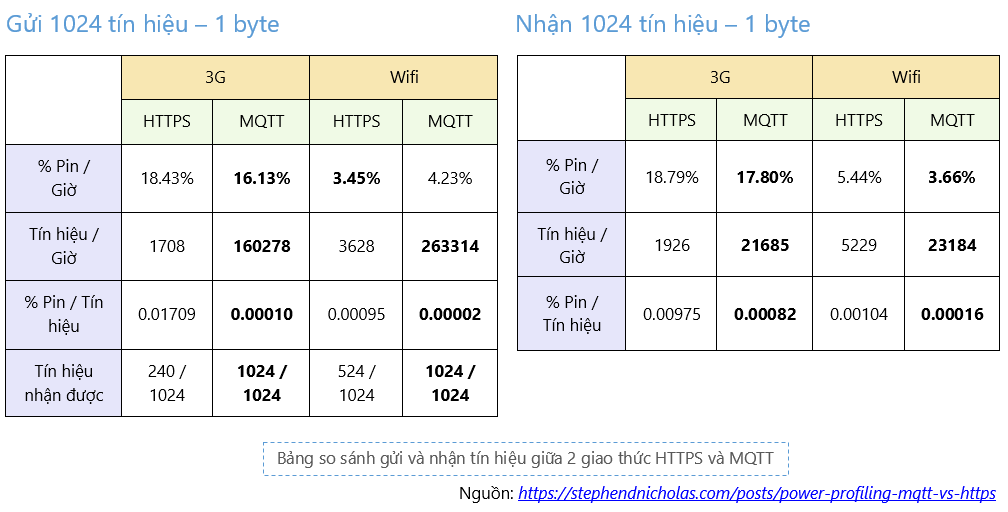 Gửi 1024 tín hiệu – 1 byte
3G Wifi
HTTPS MQTT HTTPS MQTT
% Pin /
Giờ
18.43% 16.13% 3.45% 4.23%
Tín hiệu /
Giờ
1708 160278 3628 263314
% Pin / Tín
hiệu
0.01709 0.00010 0.00095 0.00002
Tín hiệu
nhận được
240 /
1024
1024 /
1024
524 /
1024
1024 /
1024
Nhận 1024 tín hiệu – 1 byte
3G Wifi
HTTPS MQTT HTTPS MQTT
% Pin /
Giờ
18.79% 17.80% 5.44% 3.66%
Tín hiệu /
Giờ
1926 21685 5229 23184
% Pin /
Tín hiệu
0.00975 0.00082 0.00104 0.00016
Bảng so sánh gửi và nhận tín hiệu giữa 2 giao thức HTTPS và MQTT
Nguồn: https://stephendnicholas.com/posts/power-profiling-mqtt-vs-https